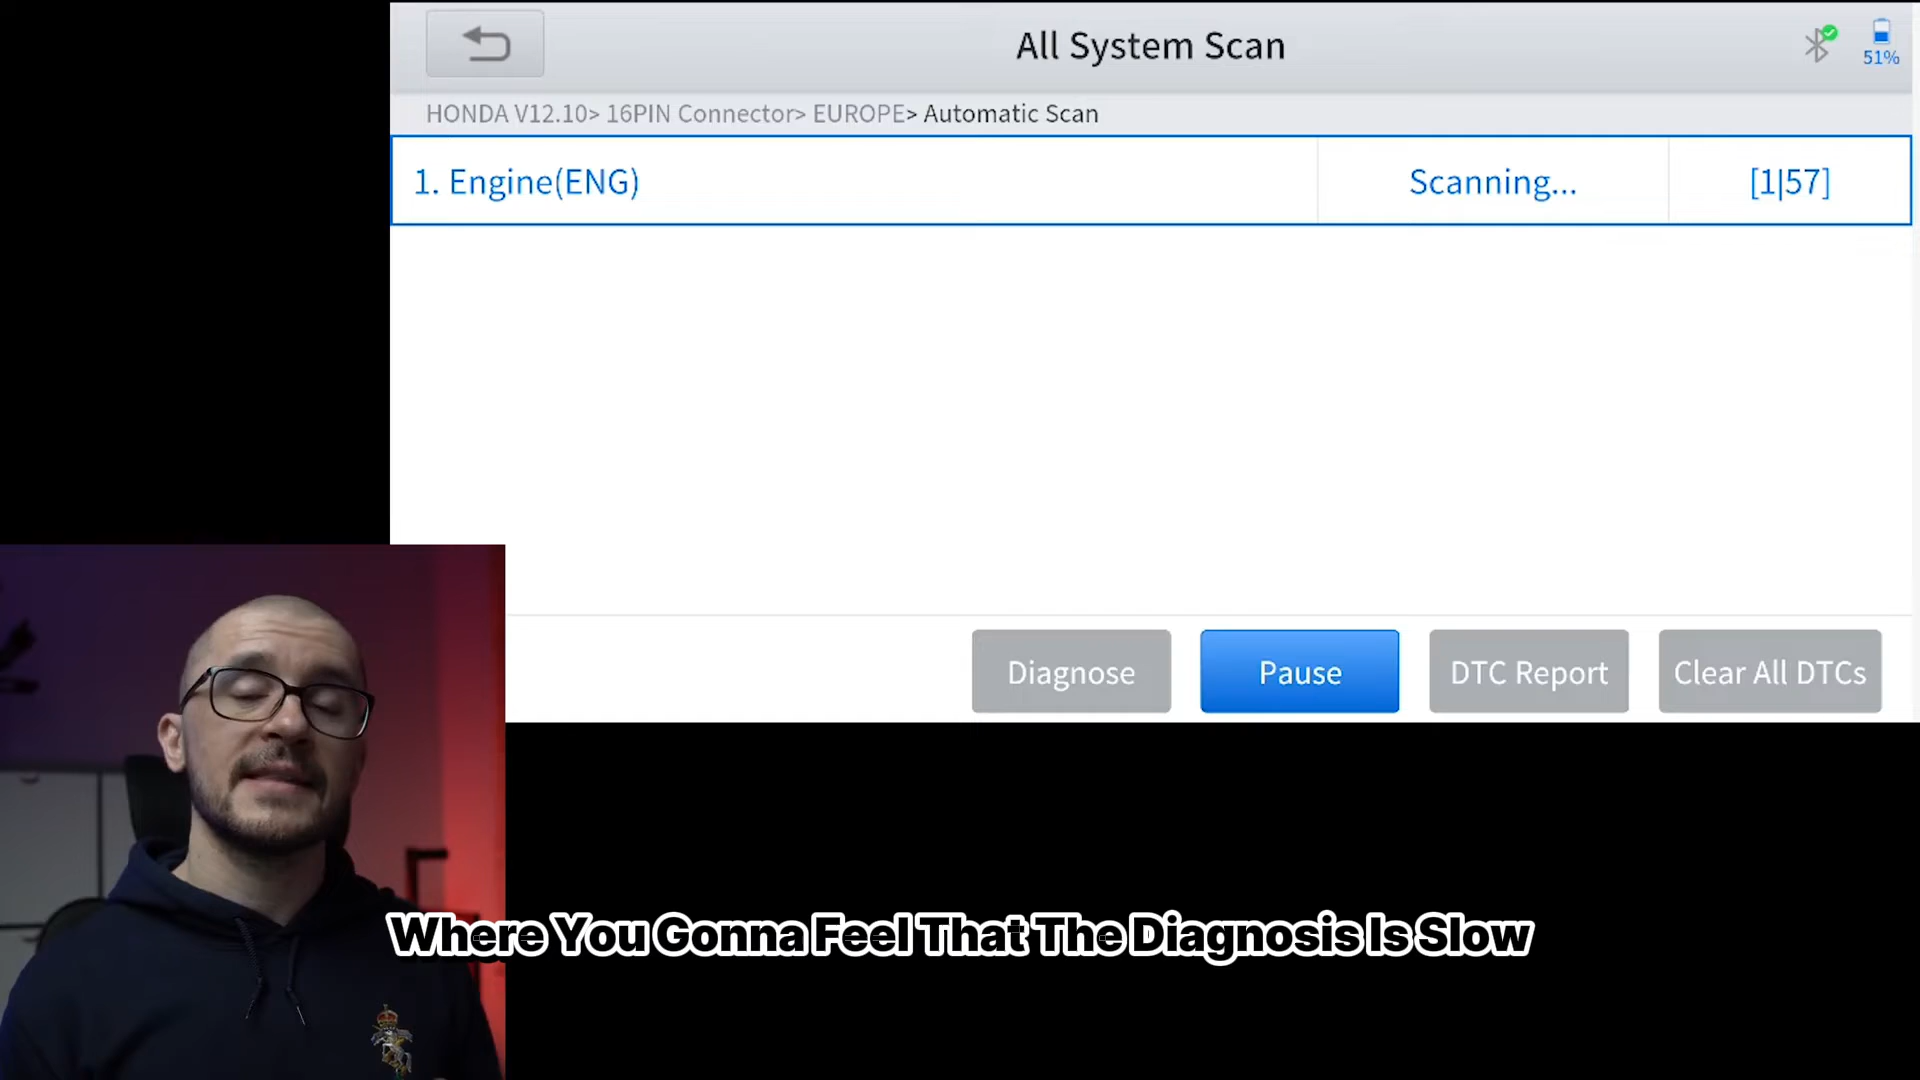 All System Scan
51%
HONDA V12.10> 16PIN Connector> EUROPE> Automatic Scan
1. Engine(ENG) Scanning... [1|57]
Diagnose Pause DTC Report Clear All DTCs
Where You Gonna Feel That The Diagnosis Is Slow